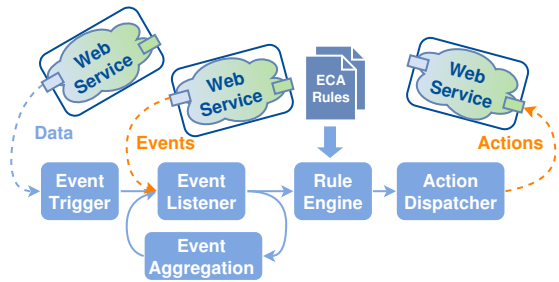 Web
Service
Web
Service
ECA
Rules
Web
Service
Data
Events
Actions
Event
Trigger
Event
Listener
Rule
Engine
Action
Dispatcher
Event
Aggregation